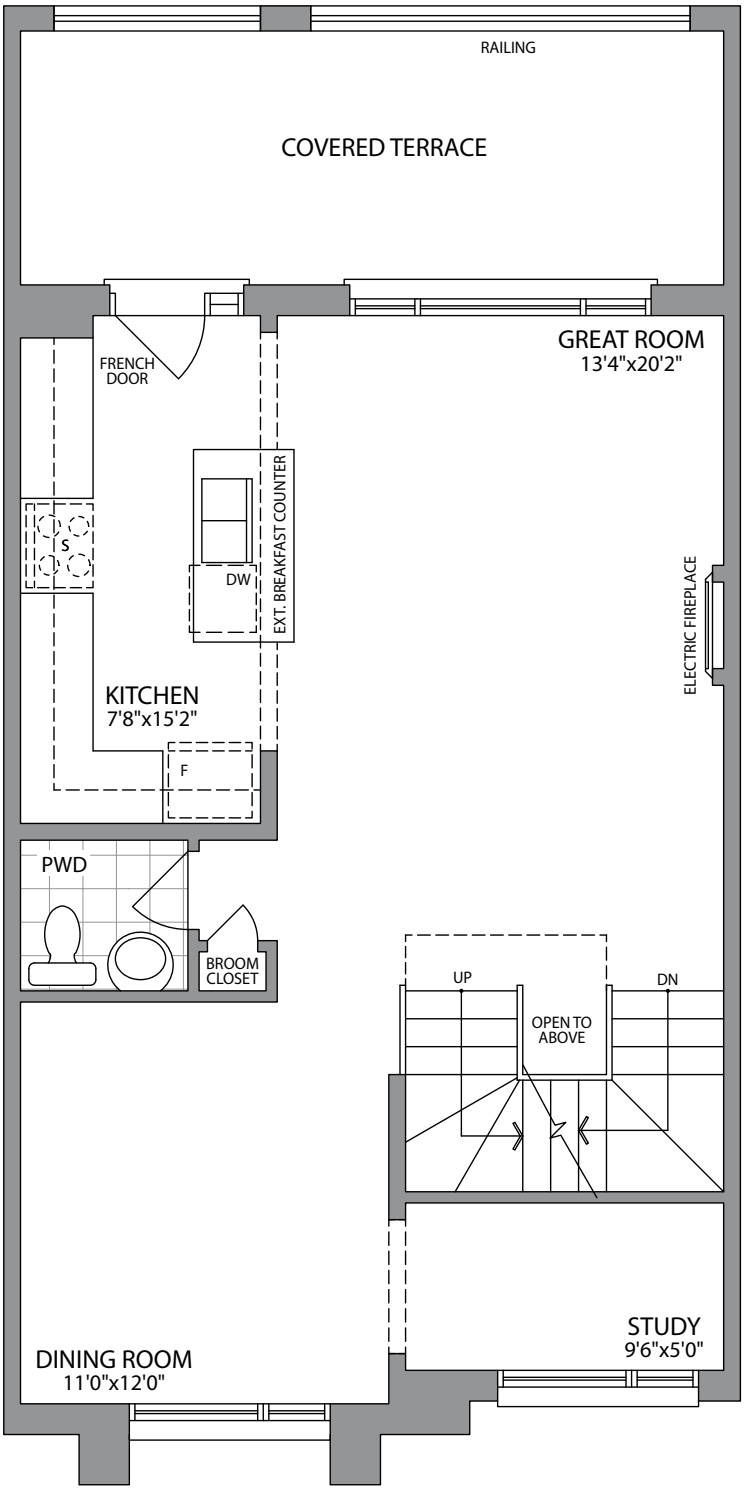 RAILING
COVERED TERRACE
GREAT ROOM
13'4"x20'2"
FRENCH
DOOR
EXT. BREAKFAST COUNTER
S
DW
ELECTRIC FIREPLACE
KITCHEN
7'8"x15'2"
F
PWD
BROOM
CLOSET
UP
DN
OPEN TO
ABOVE
STUDY
9'6"x5'0"
DINING ROOM
11'0"x12'0"